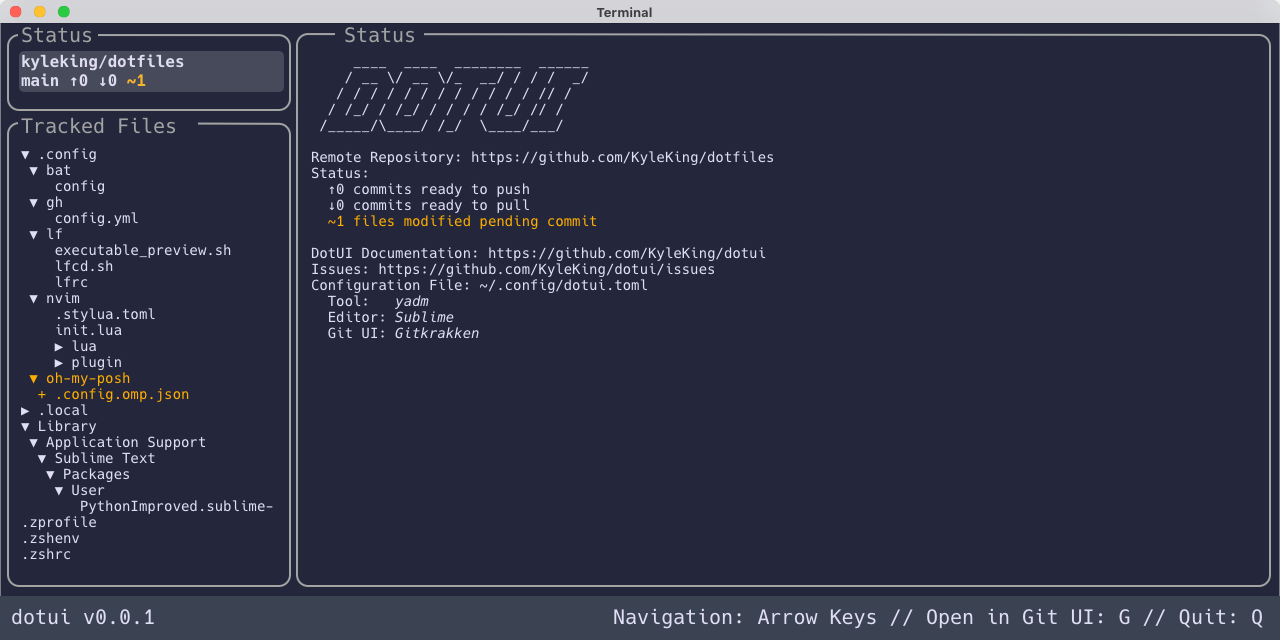 Terminal
Status
kyleking/dotfiles
main ↑0 ↓0 ~1
Tracked Files
▼ .config
▼ bat
config
▼ gh
config.yml
▼ lf
executable_preview.sh
lfcd.sh
lfrc
▼ nvim
.stylua.toml
init.lua
▶ lua
▶ plugin
▼ oh-my-posh
+ .config.omp.json
▶ .local
▼ Library
▼ Application Support
▼ Sublime Text
▼ Packages
▼ User
PythonImproved.sublime-
.zprofile
.zshenv
.zshrc
Status
DOTUI
Remote Repository: https://github.com/KyleKing/dotfiles
Status:
↑0 commits ready to push
↓0 commits ready to pull
~1 files modified pending commit
DotUI Documentation: https://github.com/KyleKing/dotui
Issues: https://github.com/KyleKing/dotui/issues
Configuration File: ~/.config/dotui.toml
Tool: yadm
Editor: Sublime
Git UI: Gitkrakken
dotui v0.0.1
Navigation: Arrow Keys // Open in Git UI: G // Quit: Q